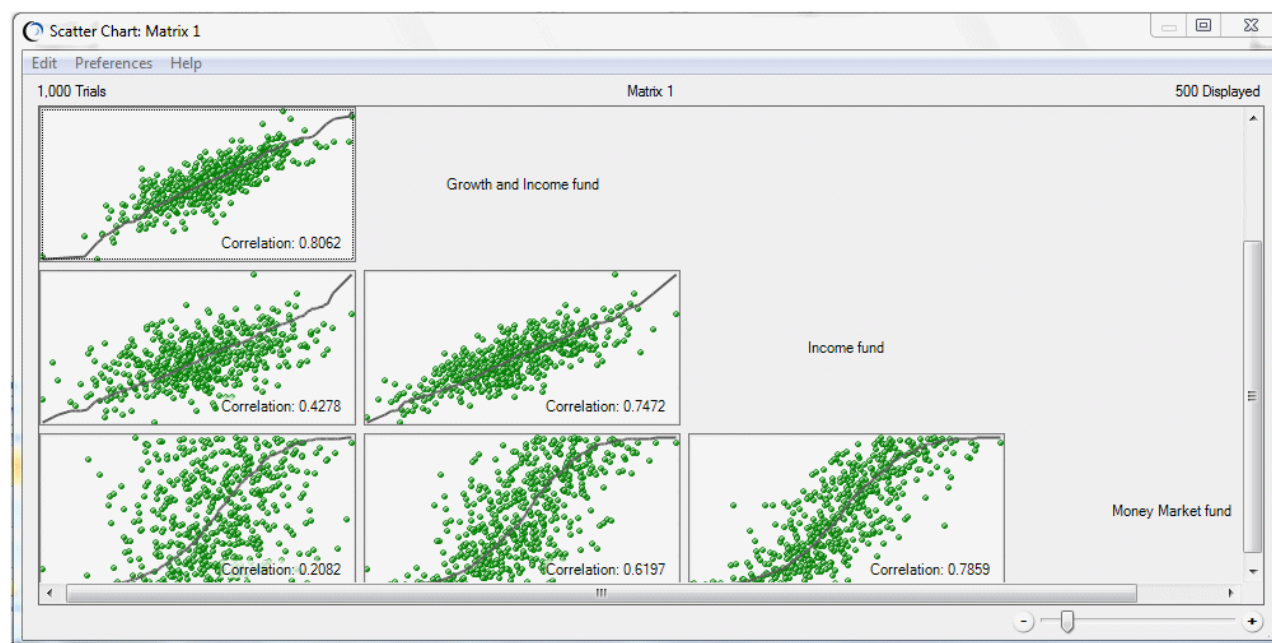 Scatter Chart: Matrix 1
Edit Preferences Help
1,000 Trials Matrix 1 500 Displayed
Growth and Income fund
Correlation: 0.8062
Income fund
Correlation: 0.4278 Correlation: 0.7472
Money Market fund
Correlation: 0.2082 Correlation: 0.6197 Correlation: 0.7859